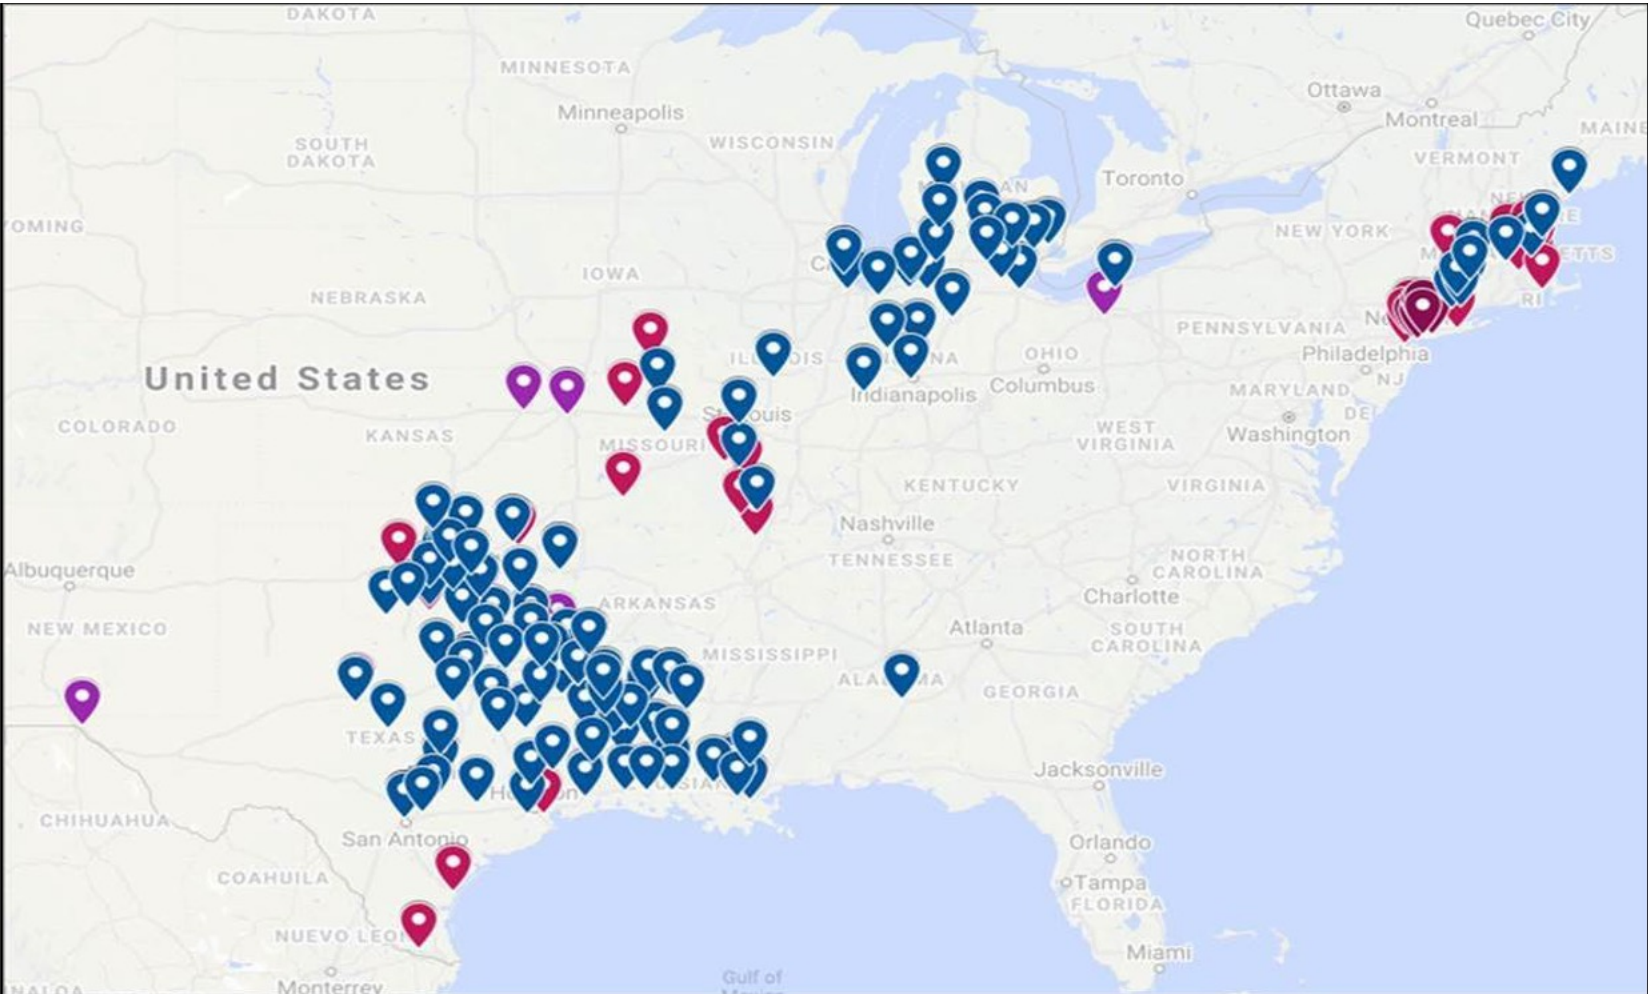 DAKOTA
Quebec City
MINNESOTA
Ottawa
Minneapolis
Montreal
MAINE
WISCONSIN
SOUTH
DAKOTA
VERMONT
Toronto
NEW YORK
IOWA
NEBRASKA
RI
PENNSYLVANIA
Philadelphia
OHIO
United States
Columbus
NJ
MARYLAND
Indianapolis
DE
COLORADO
KANSAS
MISSOURI
WEST
VIRGINIA
Washington
KENTUCKY
VIRGINIA
Nashville
TENNESSEE
NORTH
CAROLINA
Albuquerque
Charlotte
ARKANSAS
NEW MEXICO
Atlanta
SOUTH
CAROLINA
MISSISSIPPI
GEORGIA
TEXAS
Jacksonville
CHIHUAHUA
San Antonio
Orlando
COAHUILA
Tampa
FLORIDA
NUEVO LEO
Miami
Monterrey
Gulf of